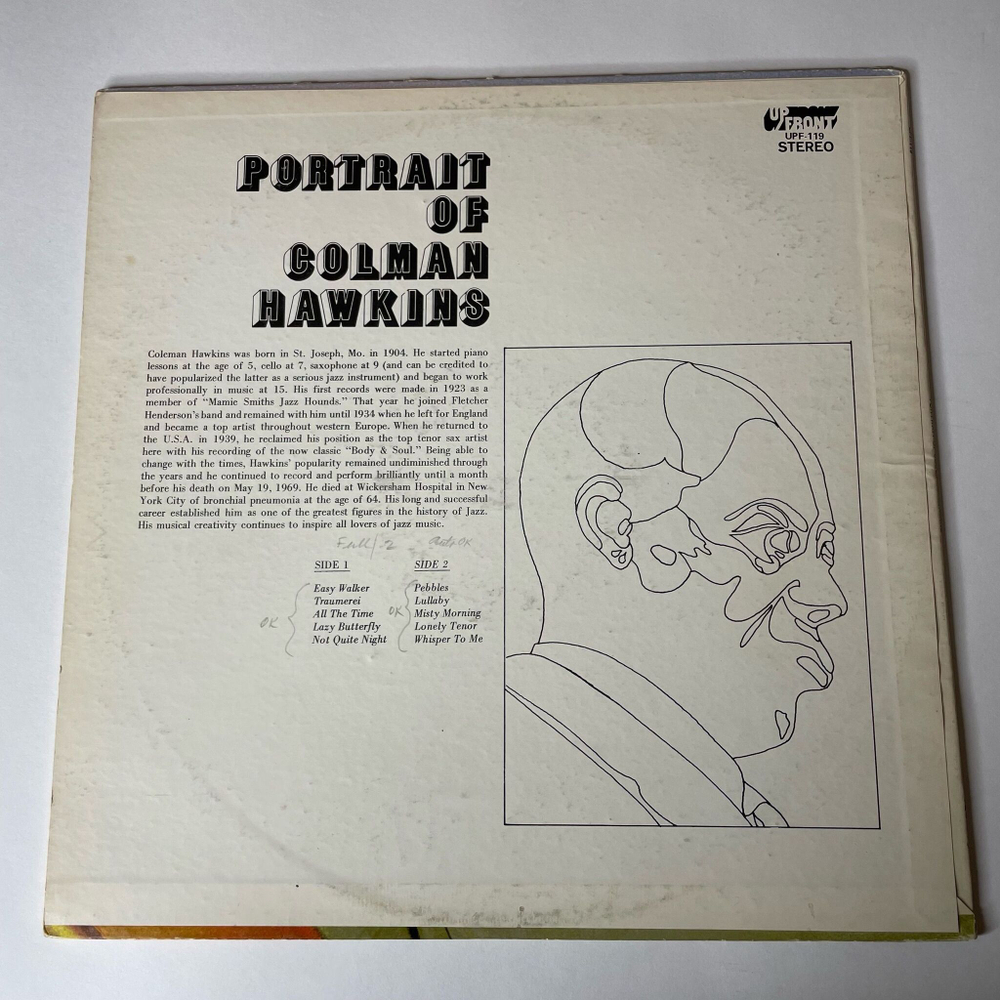 UP FRONT
UPF-119
STEREO
PORTRAIT
OF
COLMAN
HAWKINS
Coleman Hawkins was born in St. Joseph, Mo. in 1904. He started piano
lessons at the age of 5, cello at 7, saxophone at 9 (and can be credited to
have popularized the latter as a serious jazz instrument) and began to work
professionally in music at 15. His first records were made in 1923 as a
member of “Mamie Smiths Jazz Hounds.” That year he joined Fletcher
Henderson's band and remained with him until 1934 when he left for England
and became a top artist throughout western Europe. When he returned to
the U.S.A. in 1939, he reclaimed his position as the top tenor sax artist
here with his recording of the now classic “Body & Soul.” Being able to
change with the times, Hawkins' popularity remained undiminished through
the years and he continued to record and perform brilliantly until a month
before his death on May 19, 1969. He died at Wickersham Hospital in New
York City of bronchial pneumonia at the age of 64. His long and successful
career established him as one of the greatest figures in the history of Jazz.
His musical creativity continues to inspire all lovers of jazz music.
SIDE 1
Easy Walker
Traumerei
All The Time
Lazy Butterfly
Not Quite Night
OK
SIDE 2
Pebbles
Lullaby
Misty Morning
Lonely Tenor
Whisper To Me
OK